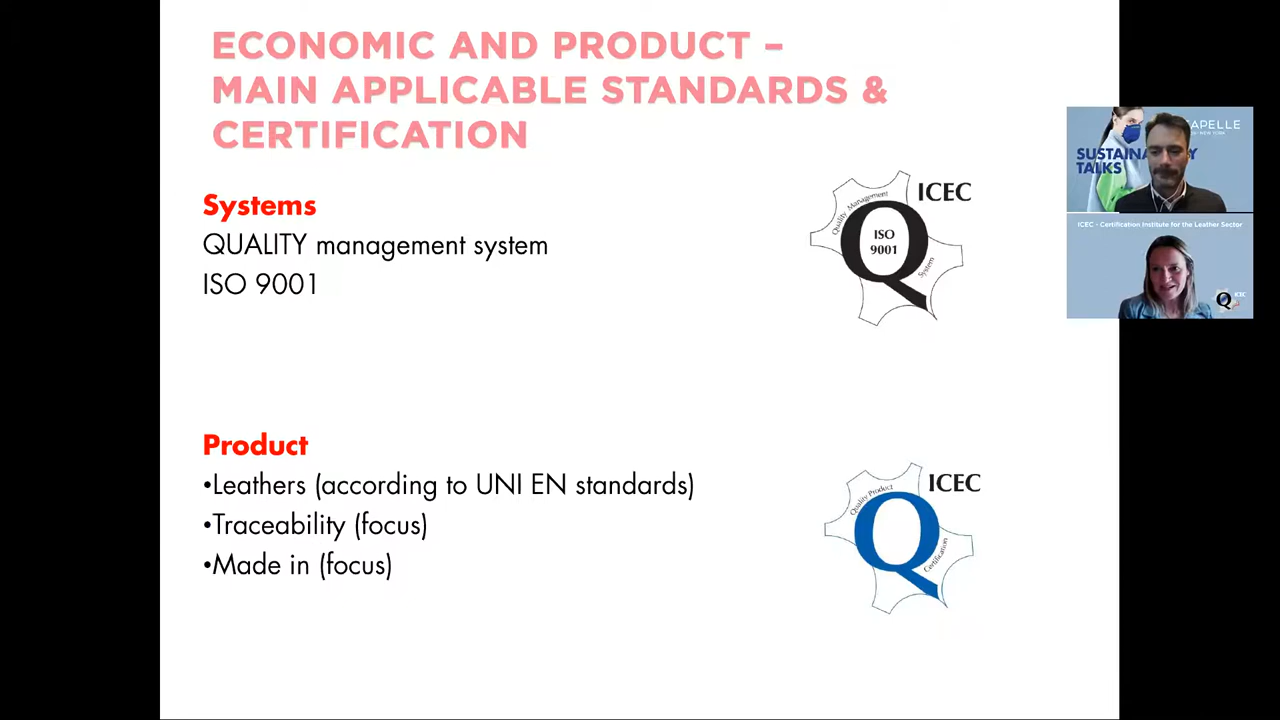 ECONOMIC AND PRODUCT –
MAIN APPLICABLE STANDARDS &
CERTIFICATION
Systems
QUALITY management system
ISO 9001
ICEC
Quality Management
ISO
9001
System
Product
•Leathers (according to UNI EN standards)
•Traceability (focus)
•Made in (focus)
ICEC
Quality Product
Certification
APELLE
TALKS
ICEC - Certification Institute for the Leather Sector
Q ICEC